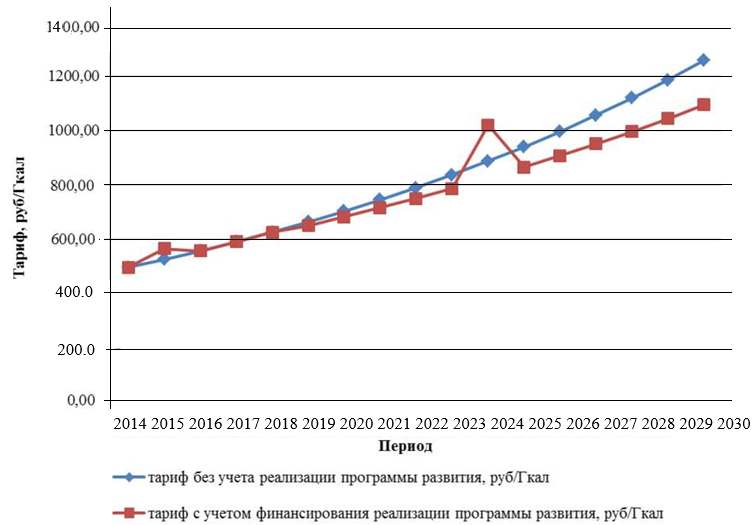 1400,00
1200,00
1000,00
800,00
600,00
400.0
200.0
0,00
Тариф, руб/Гкал
2014 2015 2016 2017 2018 2019 2020 2021 2022 2023 2024 2025 2026 2027 2028 2029 2030
Период
тариф без учета реализации программы развития, руб/Гкал
тариф с учетом финансирования реализации программы развития, руб/Гкал